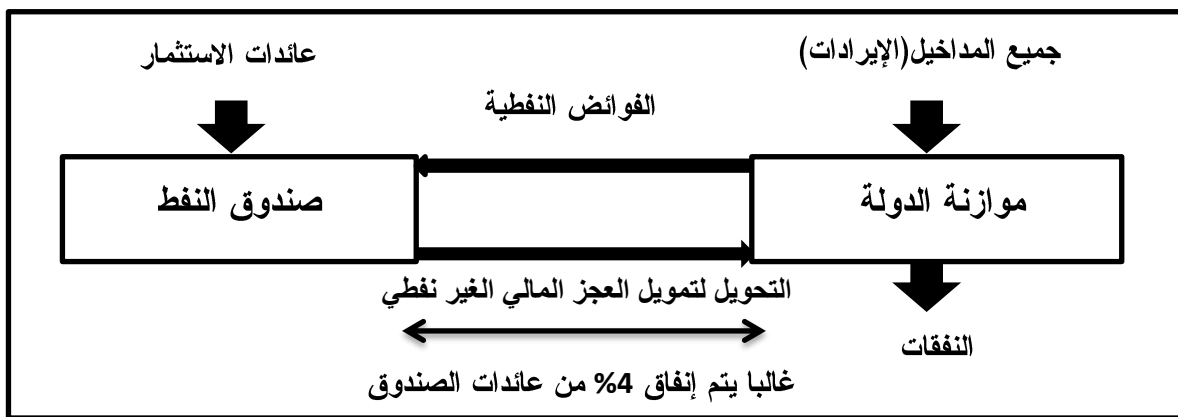 جميع المداخيل(الإيرادات)
عائدات الاستثمار
الفوائض النفطية
موازنة الدولة
صندوق النفط
التحويل لتمويل العجز المالي الغير نفطي
النفقات
غالبا يتم إنفاق 4% من عائدات الصندوق